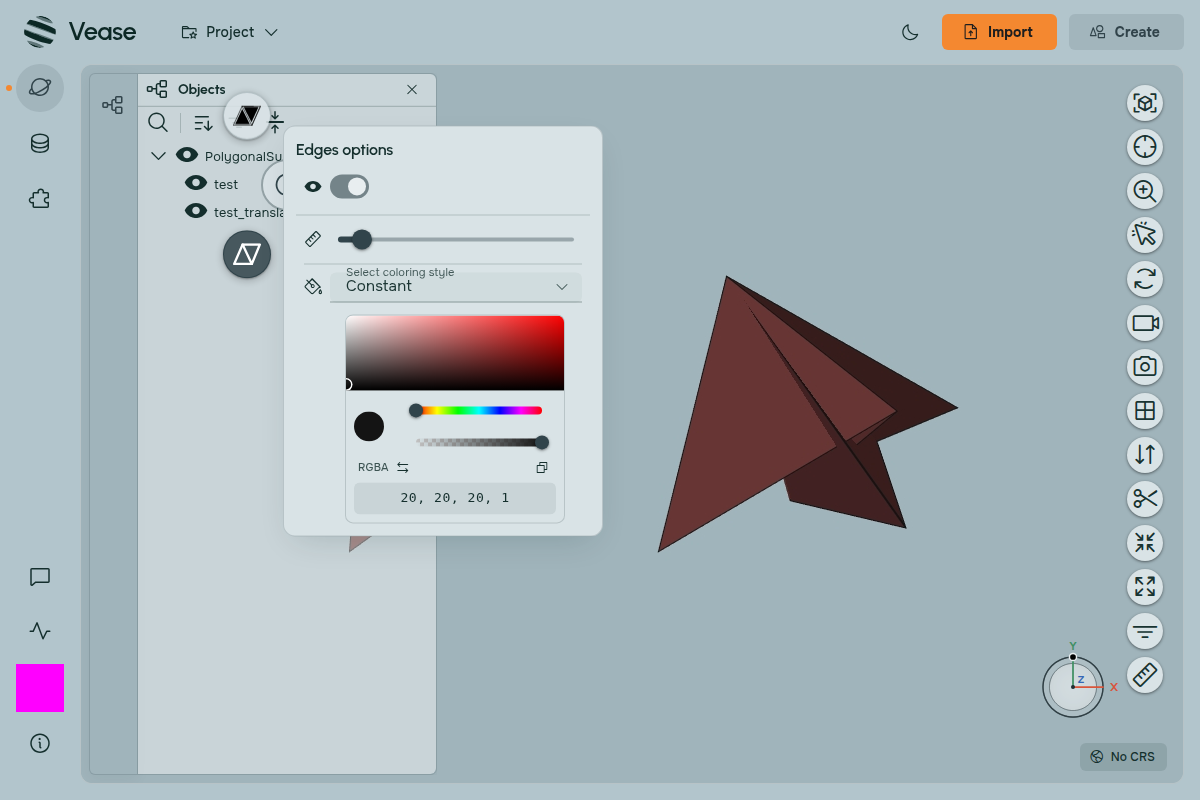 Vease
Project
Import
Create
Objects
PolygonalSu
test
test_transla
Edges options
Select coloring style
Constant
RGBA
20, 20, 20, 1
Y
Z
X
No CRS